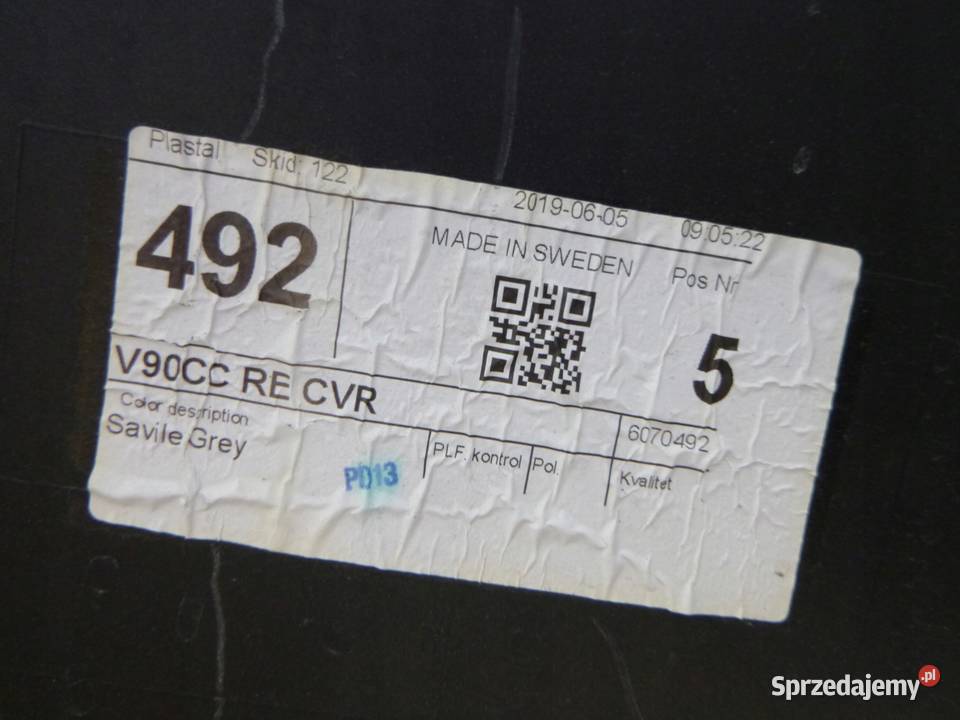 Plastal Skid: 122 2019-06-05 09:05:22
492 MADE IN SWEDEN Pos Nr
5
V90CC RE CVR
Color description 6070492
Savile Grey PLF. kontrol Pol. Kvalitet
PD13
Sprzedajemy.pl